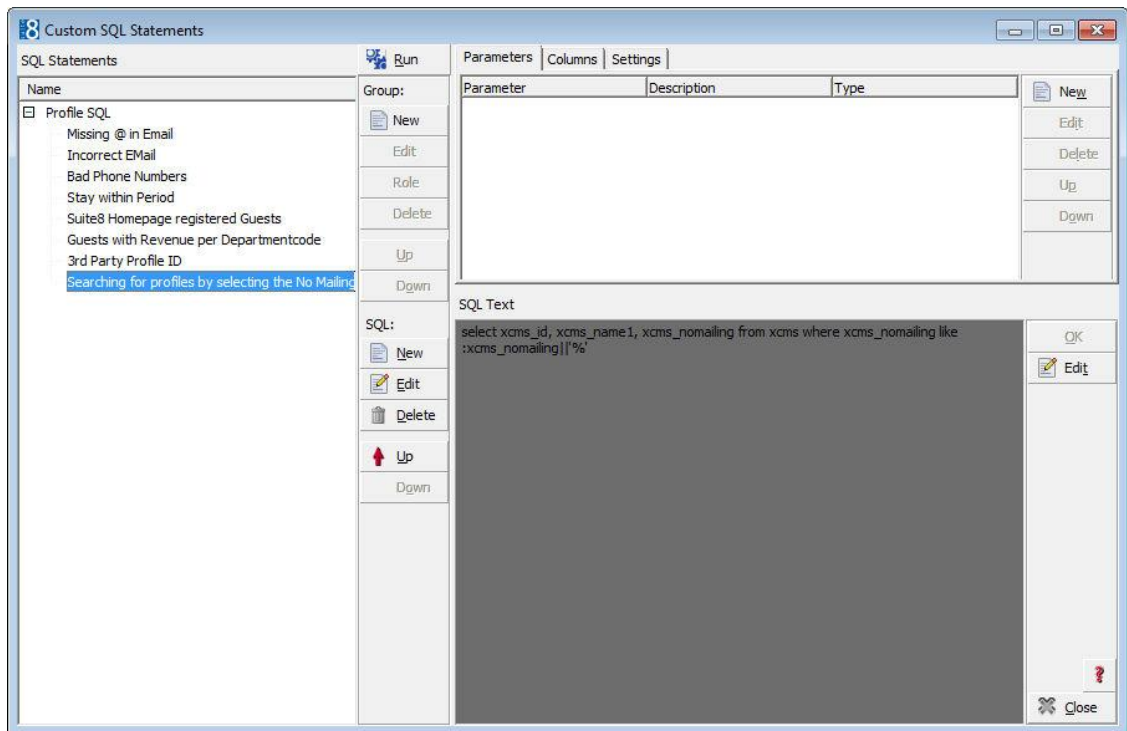 8 Custom SQL Statements
SQL Statements
Run
Parameters Columns Settings
Name
Group:
Parameter Description Type
New
Profile SQL
Missing @ in Email
Incorrect EMail
Bad Phone Numbers
Stay within Period
Suite8 Homepage registered Guests
Guests with Revenue per Departmentcode
3rd Party Profile ID
Searching for profiles by selecting the No Mailing
New
Edit
Role
Delete
Up
Down
SQL:
New
Edit
Delete
Up
Down
Edit
Delete
Up
Down
SQL Text
select xcms_id, xcms_name1, xcms_nomailing from xcms where xcms_nomailing like
:xcms_nomailing||'%'
OK
Edit
?
Close